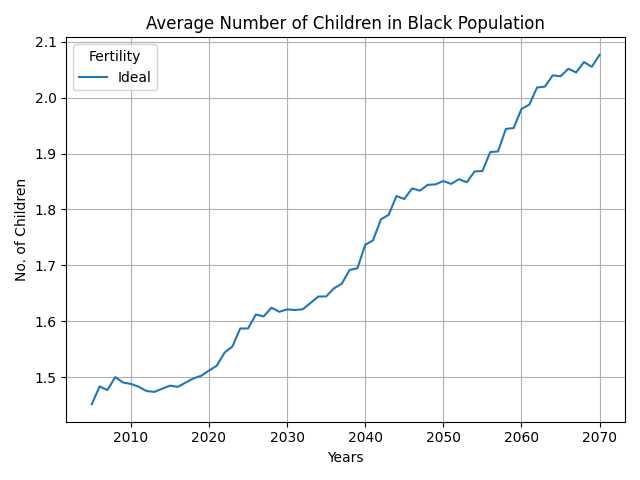 Average Number of Children in Black Population
Fertility
Ideal
2.1
2.0
1.9
1.8
1.7
1.6
1.5
No. of Children
2010 2020 2030 2040 2050 2060 2070
Years